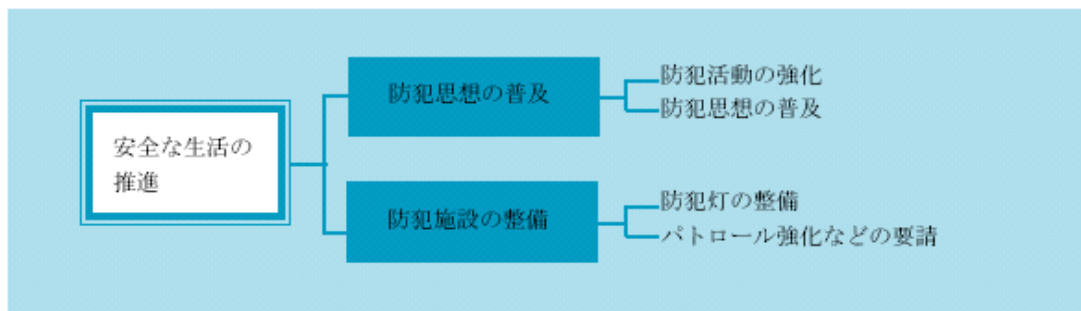 安全な生活の
推進
防犯思想の普及
防犯活動の強化
防犯思想の普及
防犯施設の整備
防犯灯の整備
パトロール強化などの要請